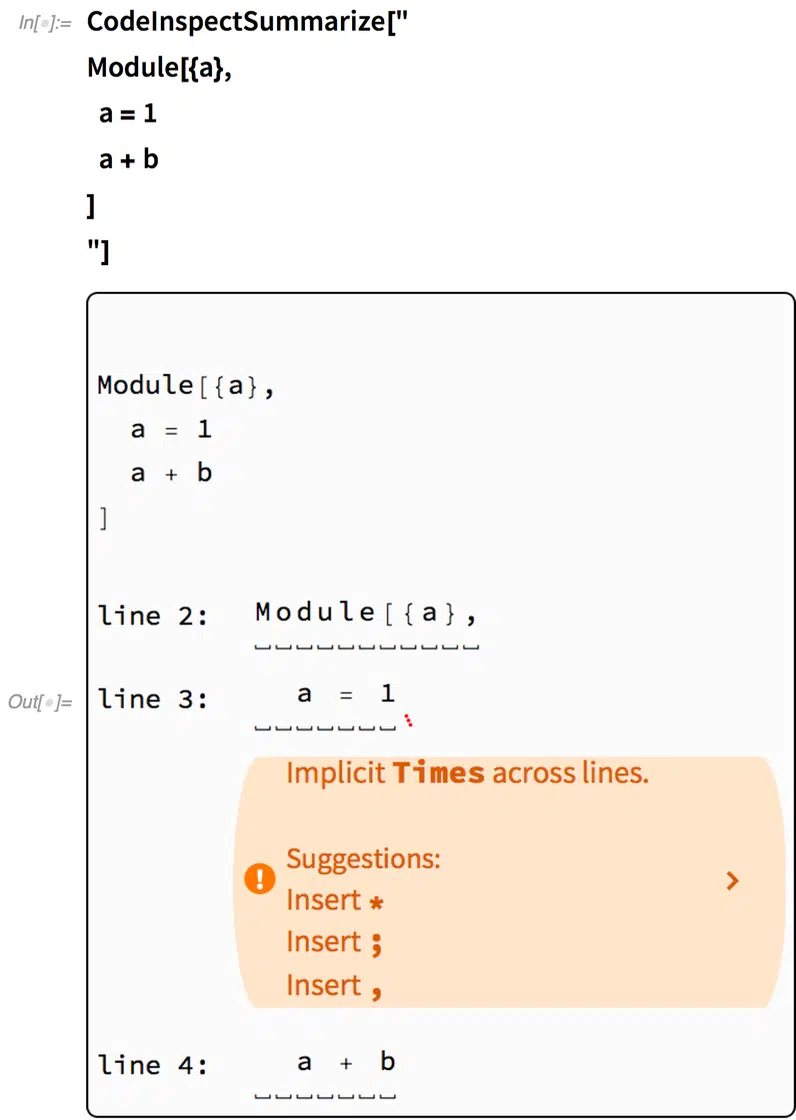 In[●]:= CodeInspectSummarize["
Module[{a},
a = 1
a + b
]
"]
Module[{a},
a = 1
a + b
]
line 2: Module[{a},
line 3: a = 1
Out[●]=
Implicit Times across lines.
Suggestions:
Insert *
Insert ;
Insert ,
line 4: a + b